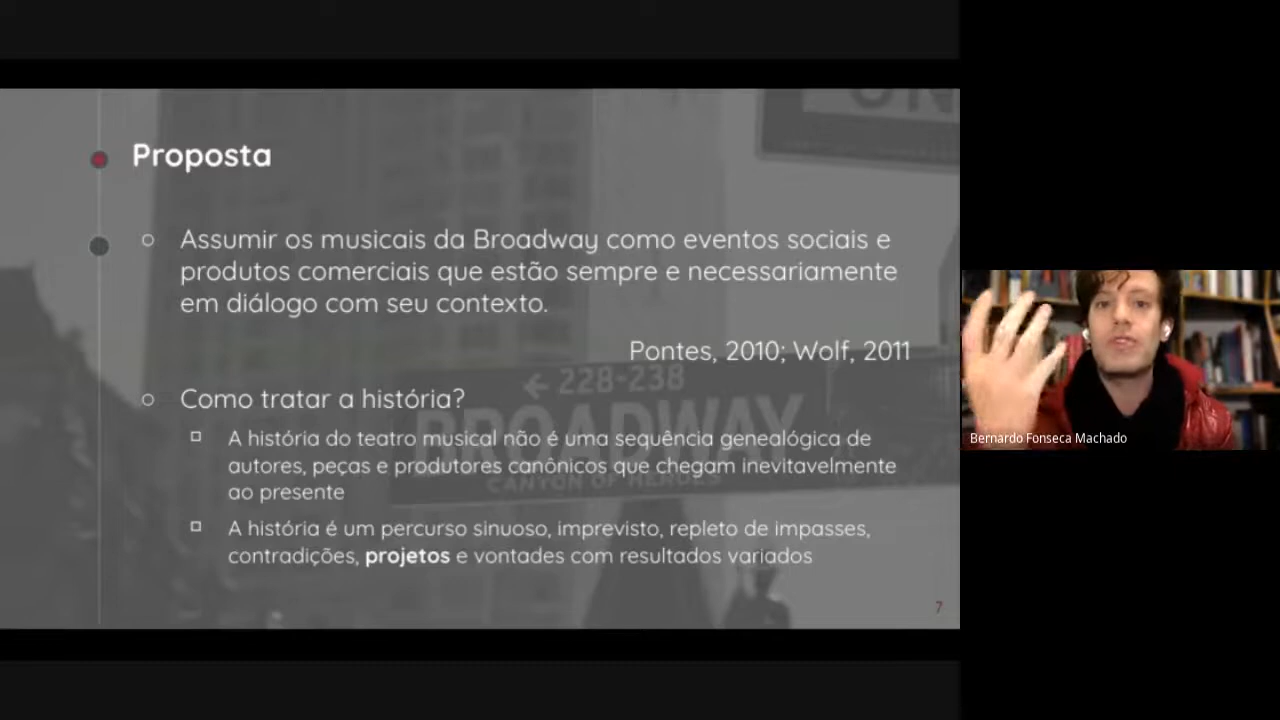 Proposta
Assumir os musicais da Broadway como eventos sociais e
produtos comerciais que estão sempre e necessariamente
em diálogo com seu contexto.
Pontes, 2010; Wolf, 2011
← 228-238
BROADWAY
CANYON OF HEROES
Como tratar a história?
A história do teatro musical não é uma sequência genealógica de
autores, peças e produtores canônicos que chegam inevitavelmente
ao presente
A história é um percurso sinuoso, imprevisto, repleto de impasses,
contradições, projetos e vontades com resultados variados
7
Bernardo Fonseca Machado